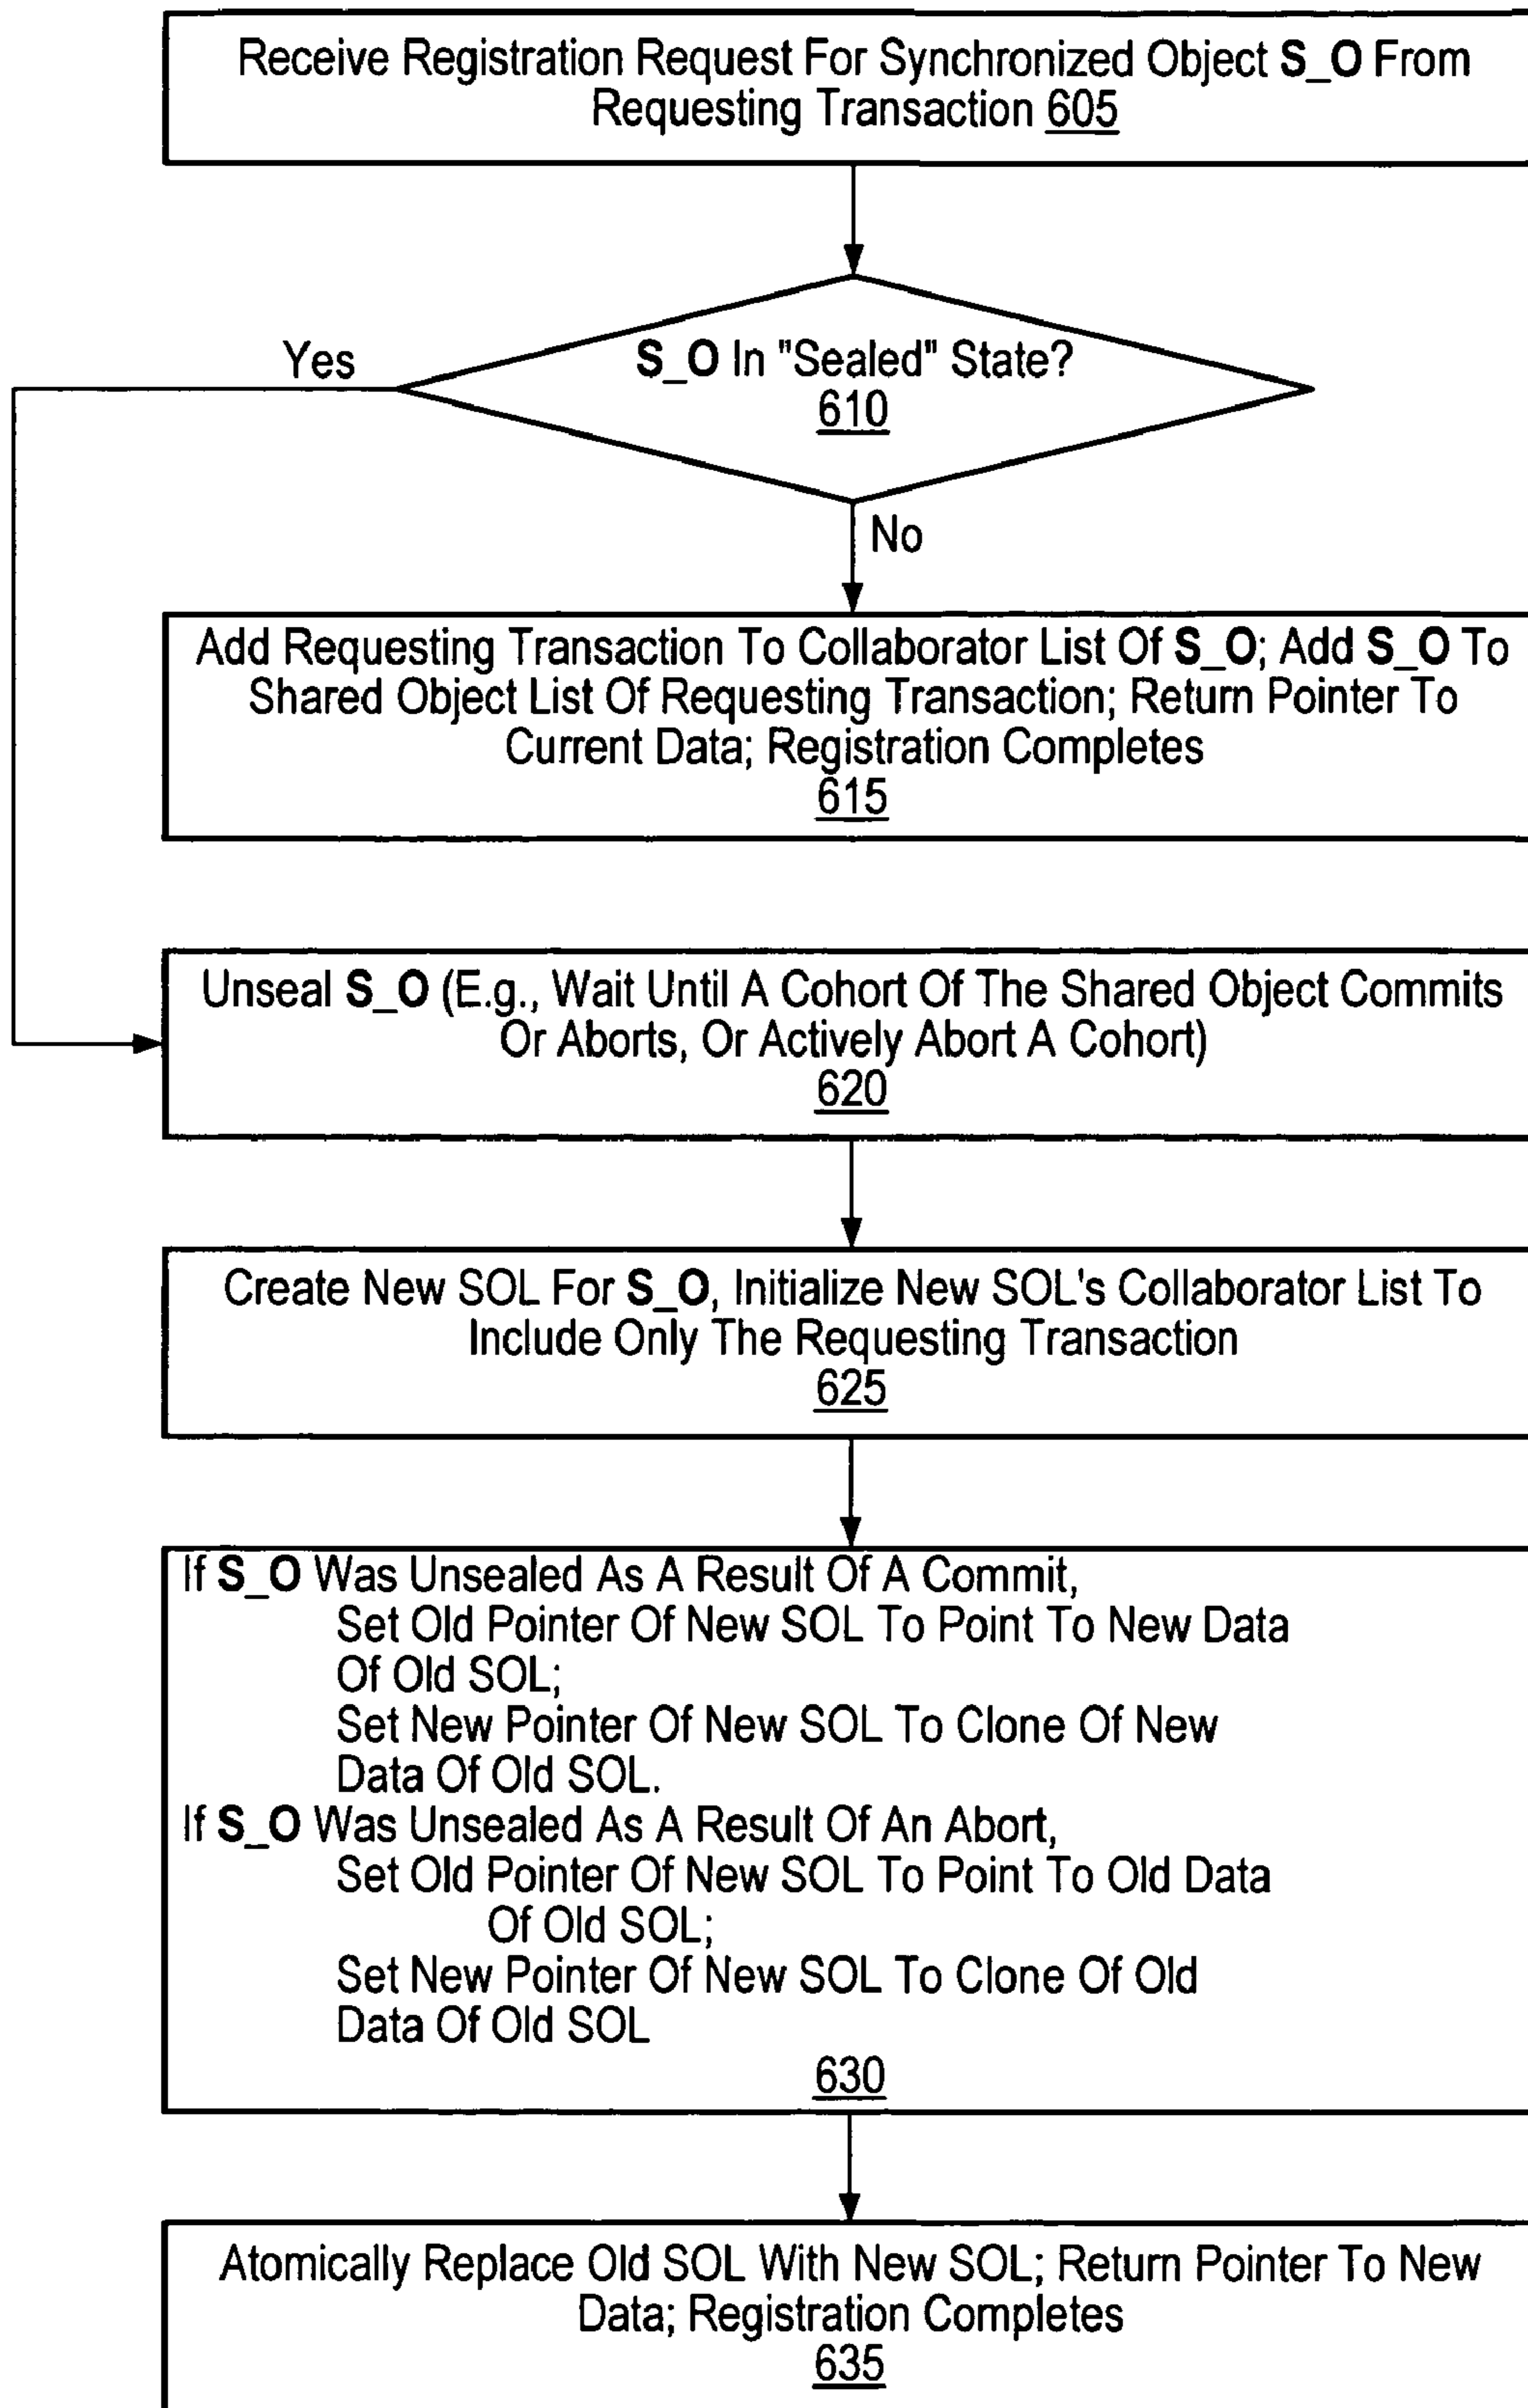 Receive Registration Request For Synchronized Object S_O From
Requesting Transaction 605
Yes
S_O In "Sealed" State?
610
No
Add Requesting Transaction To Collaborator List Of S_O; Add S_O To
Shared Object List Of Requesting Transaction; Return Pointer To
Current Data; Registration Completes
615
Unseal S_O (E.g., Wait Until A Cohort Of The Shared Object Commits
Or Aborts, Or Actively Abort A Cohort)
620
Create New SOL For S_O, Initialize New SOL's Collaborator List To
Include Only The Requesting Transaction
625
If S_O Was Unsealed As A Result Of A Commit,
Set Old Pointer Of New SOL To Point To New Data
Of Old SOL;
Set New Pointer Of New SOL To Clone Of New
Data Of Old SOL.
If S_O Was Unsealed As A Result Of An Abort,
Set Old Pointer Of New SOL To Point To Old Data
Of Old SOL;
Set New Pointer Of New SOL To Clone Of Old
Data Of Old SOL
630
Atomically Replace Old SOL With New SOL; Return Pointer To New
Data; Registration Completes
635